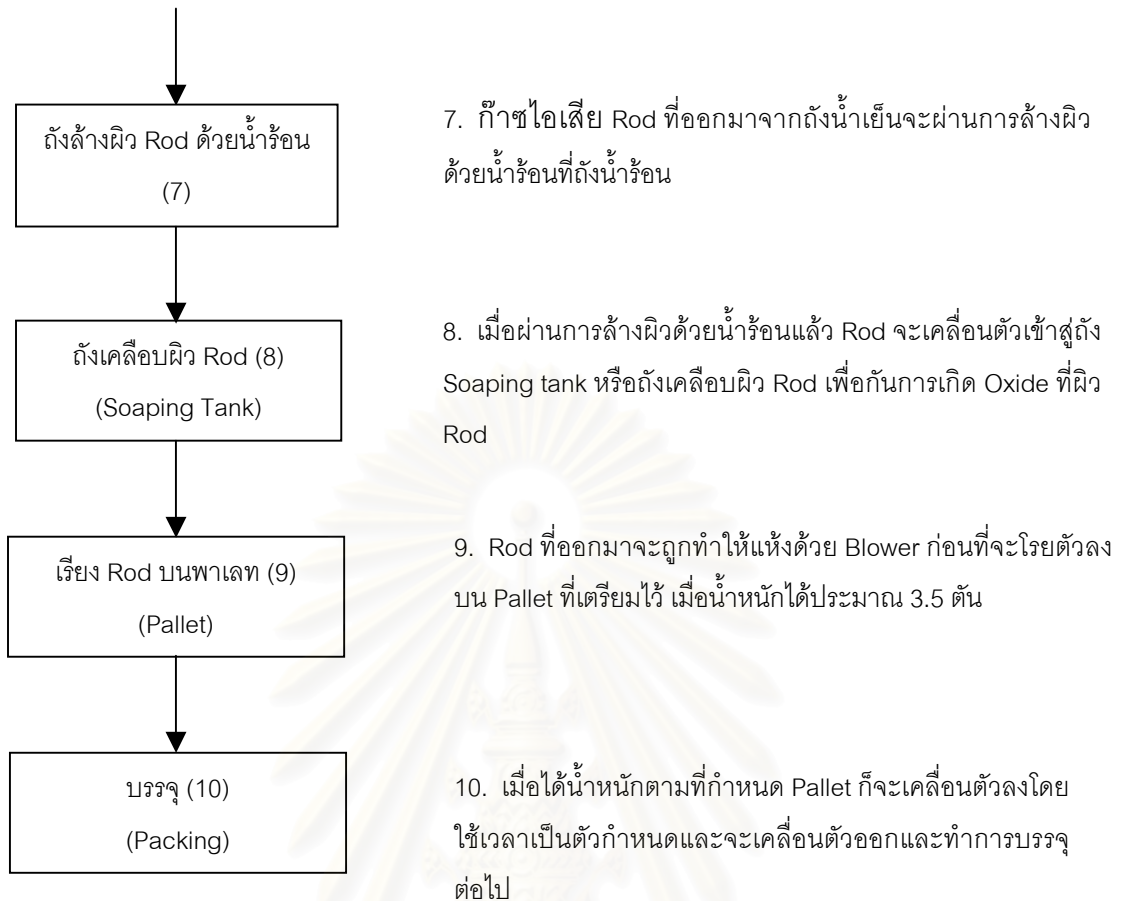 ถังล้างผิว Rod ด้วยน้ำร้อน
(7)
7. ก๊าซไอเสีย Rod ที่ออกมาจากถังน้ำเย็นจะผ่านการล้างผิว
ด้วยน้ำร้อนที่ถังน้ำร้อน
ถังเคลือบผิว Rod (8)
(Soaping Tank)
8. เมื่อผ่านการล้างผิวด้วยน้ำร้อนแล้ว Rod จะเคลื่อนตัวเข้าสู่ถัง
Soaping tank หรือถังเคลือบผิว Rod เพื่อกันการเกิด Oxide ที่ผิว
Rod
เรียง Rod บนพาเลท (9)
(Pallet)
9. Rod ที่ออกมาจะถูกทำให้แห้งด้วย Blower ก่อนที่จะโรยตัวลง
บน Pallet ที่เตรียมไว้ เมื่อน้ำหนักได้ประมาณ 3.5 ตัน
บรรจุ (10)
(Packing)
10. เมื่อได้น้ำหนักตามที่กำหนด Pallet ก็จะเคลื่อนตัวลงโดย
ใช้เวลาเป็นตัวกำหนดและจะเคลื่อนตัวออกและทำการบรรจุ
ต่อไป